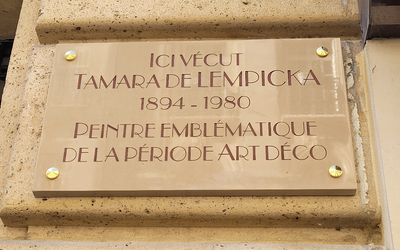 ICI VÉCUT
TAMARA DE LEMPICKA
1894 - 1980
PEINTRE EMBLÉMATIQUE
DE LA PÉRIODE ART DÉCO